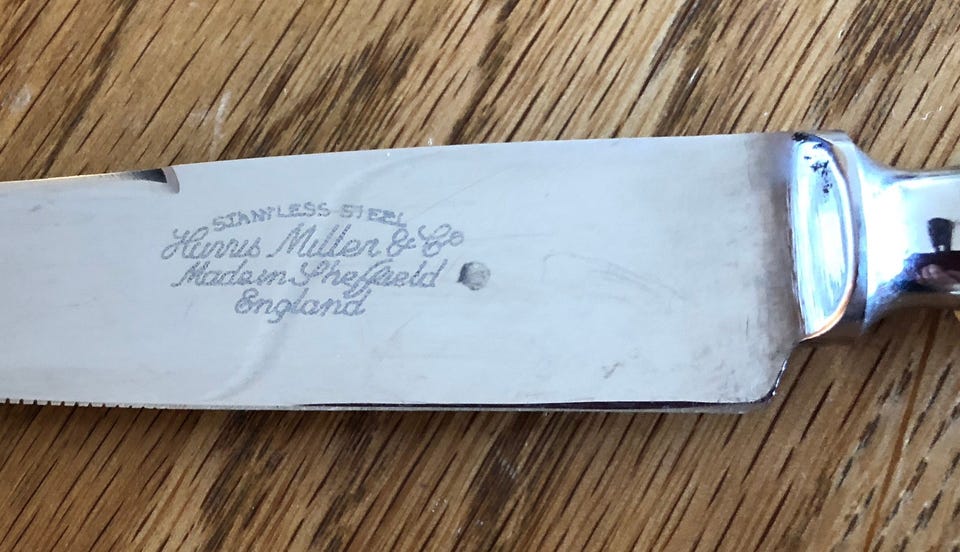 STAINLESS STEEL
Harris Miller & Co
Made in Sheffield
England